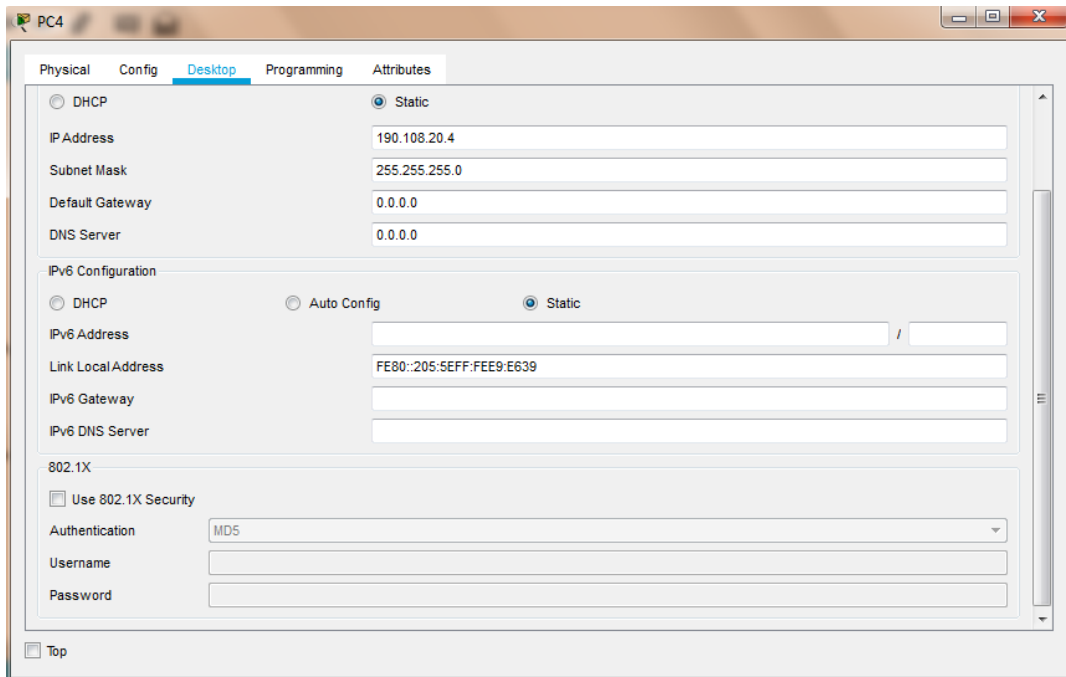 PC4
Physical Config Desktop Programming Attributes
DHCP Static
IP Address 190.108.20.4
Subnet Mask 255.255.255.0
Default Gateway 0.0.0.0
DNS Server 0.0.0.0
IPv6 Configuration
DHCP Auto Config Static
IPv6 Address /
Link Local Address FE80::205:5EFF:FEE9:E639
IPv6 Gateway
IPv6 DNS Server
802.1X
Use 802.1X Security
Authentication MD5
Username
Password
Top